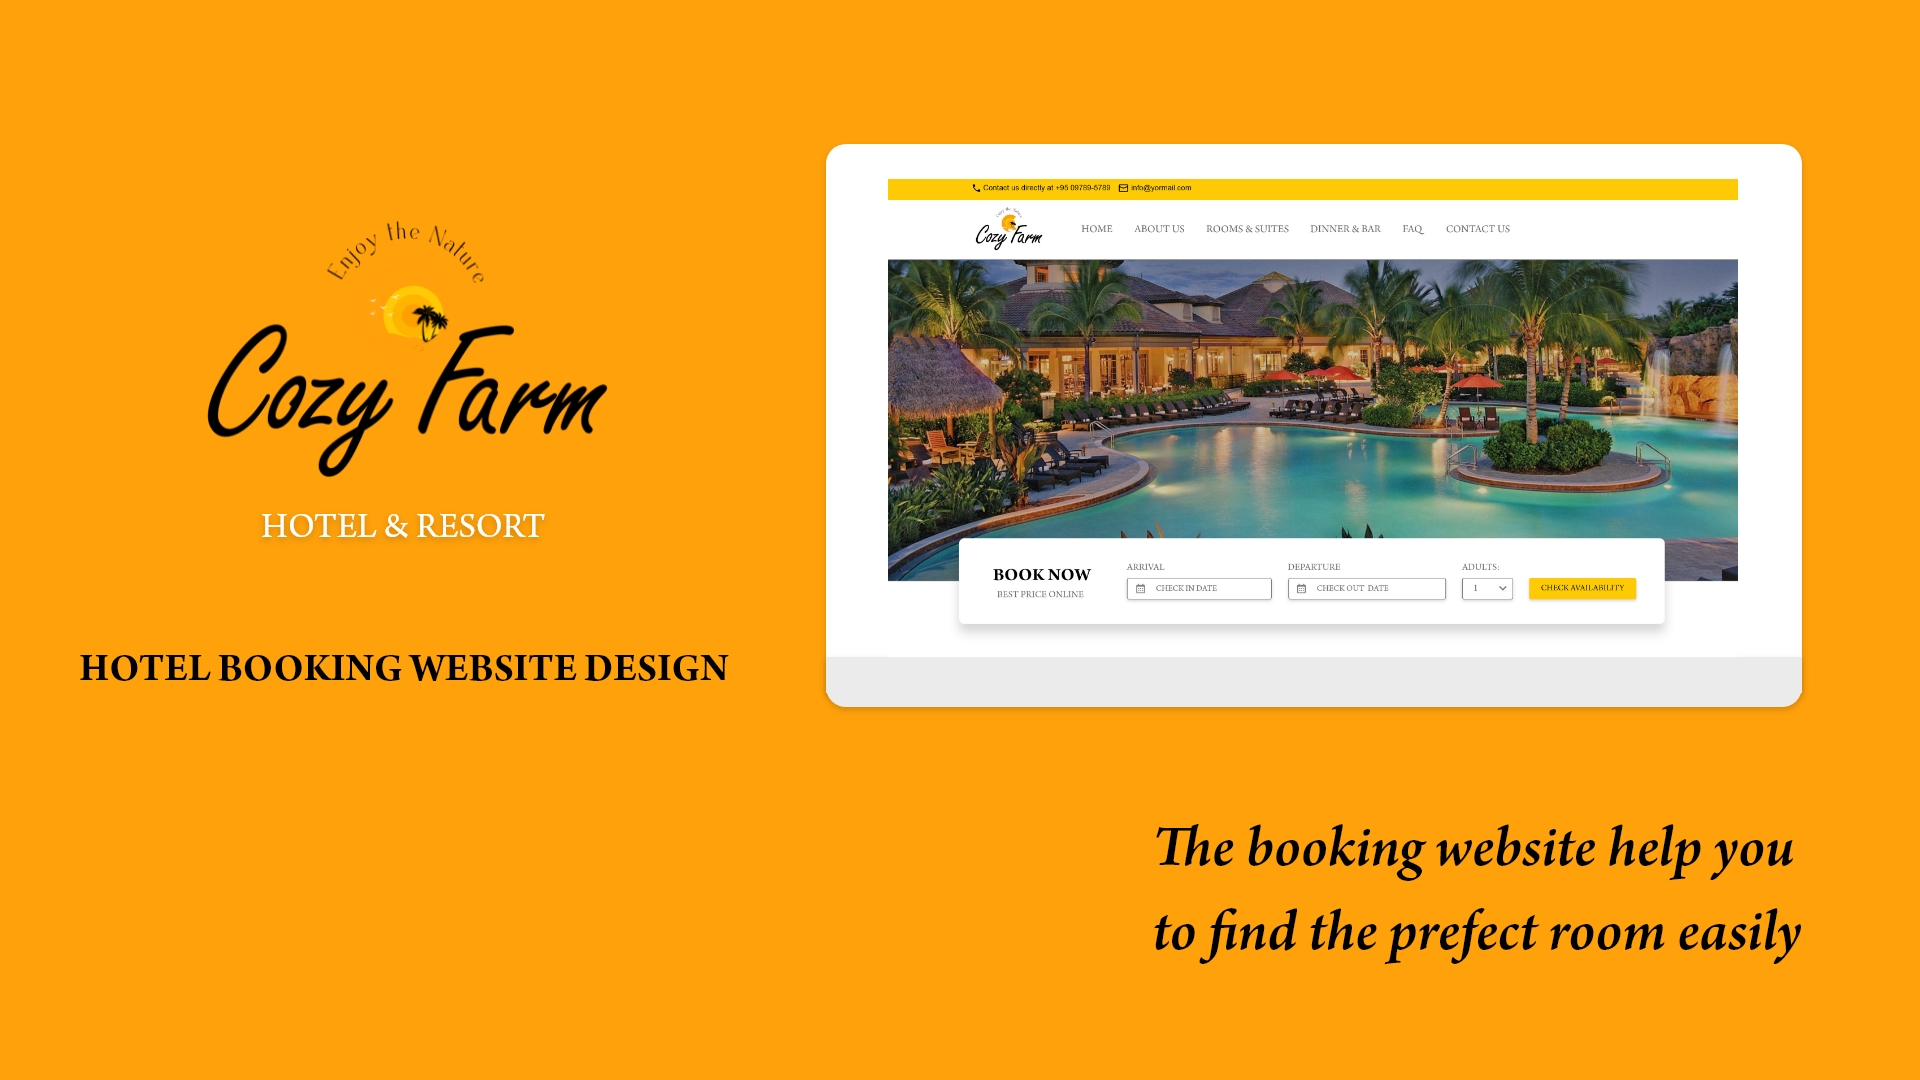 Enjoy the Nature
Cozy Farm
HOTEL & RESORT
HOTEL BOOKING WEBSITE DESIGN
Contact us directly at +95 09789-5789 info@yormail.com
Cozy Farm
HOME ABOUT US ROOMS & SUITES DINNER & BAR FAQ CONTACT US
BOOK NOW
BEST PRICE ONLINE
ARRIVAL DEPARTURE ADULTS:
CHECK IN DATE CHECK OUT DATE 1 CHECK AVAILABILITY
The booking website help you
to find the prefect room easily